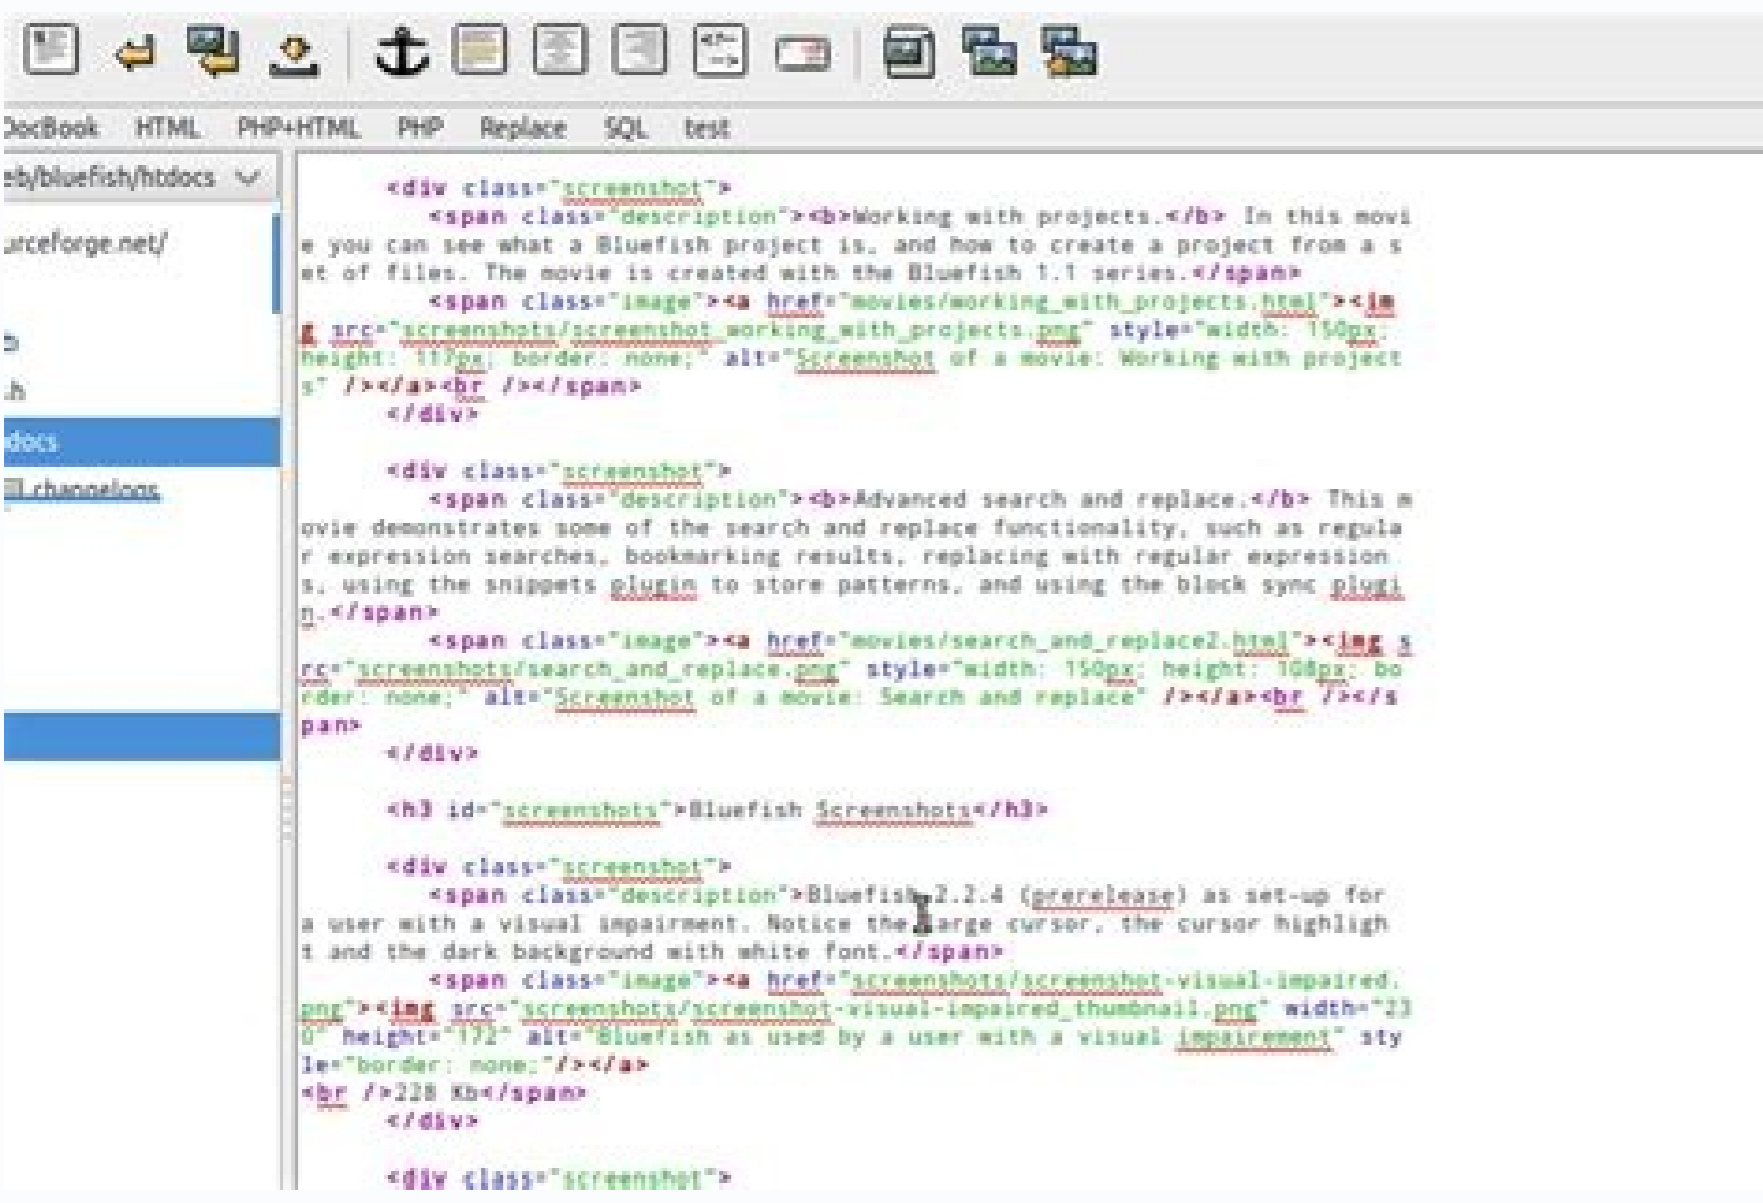 DocBook HTML PHP+HTML PHP Replace SQL test
eb/bluefish/htdocs
urceforge.net/
b
.h
docs
changelogs
<div class="screenshot">
<span class="description"><b>Working with projects.</b> In this movi
e you can see what a Bluefish project is, and how to create a project from a s
et of files. The movie is created with the Bluefish 1.1 series.</span>
<span class="image"><a href="movies/working_with_projects.html"><im
g src="screenshots/screenshot_working_with_projects.png" style="width: 150px;
height: 117px; border: none;" alt="Screenshot of a movie: Working with project
s" /></a><br /></span>
</div>
<div class="screenshot">
<span class="description"><b>Advanced search and replace.</b> This m
ovie demonstrates some of the search and replace functionality, such as regula
r expression searches, bookmarking results, replacing with regular expression
s, using the snippets plugin to store patterns, and using the block sync plugi
n.</span>
<span class="image"><a href="movies/search_and_replace2.html"><img s
rc="screenshots/search_and_replace.png" style="width: 150px; height: 108px; bo
rder: none;" alt="Screenshot of a movie: Search and replace" /></a><br /></s
pan>
</div>
<h3 id="screenshots">Bluefish Screenshots</h3>
<div class="screenshot">
<span class="description">Bluefish 2.2.4 (prerelease) as set-up for
a user with a visual impairment. Notice the large cursor, the cursor highligh
t and the dark background with white font.</span>
<span class="image"><a href="screenshots/screenshot-visual-impaired.
png"><img src="screenshots/screenshot-visual-impaired_thumbnail.png" width="23
0" height="172" alt="Bluefish as used by a user with a visual impairement" sty
le="border: none;"/></a>
<br />228 Kb</span>
</div>
<div class="screenshot">